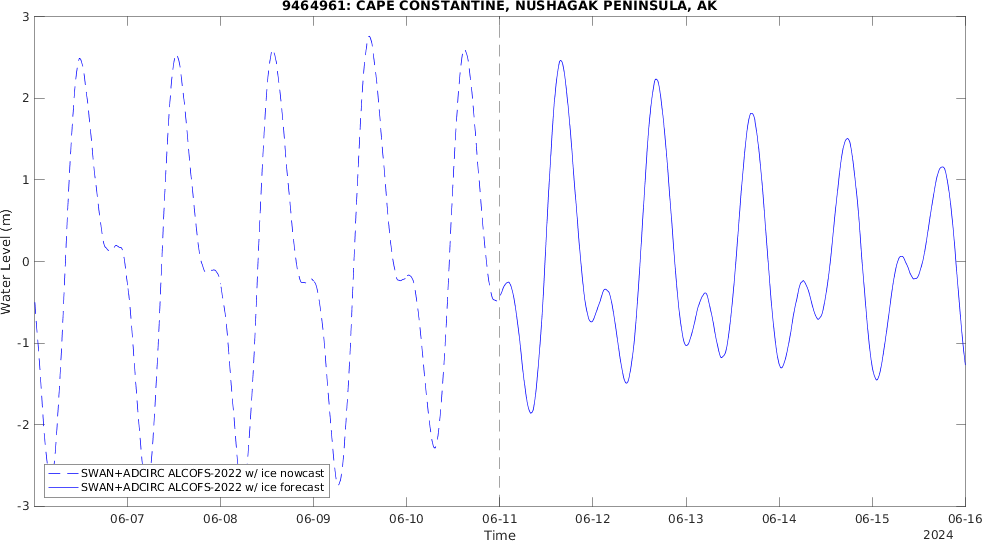 9464961: CAPE CONSTANTINE, NUSHAGAK PENINSULA, AK
3
2
1
0
-1
-2
-3
Water Level (m)
SWAN+ADCIRC ALCOFS-2022 w/ ice nowcast
SWAN+ADCIRC ALCOFS-2022 w/ ice forecast
06-07 06-08 06-09 06-10 06-11 06-12 06-13 06-14 06-15 06-16
Time
2024